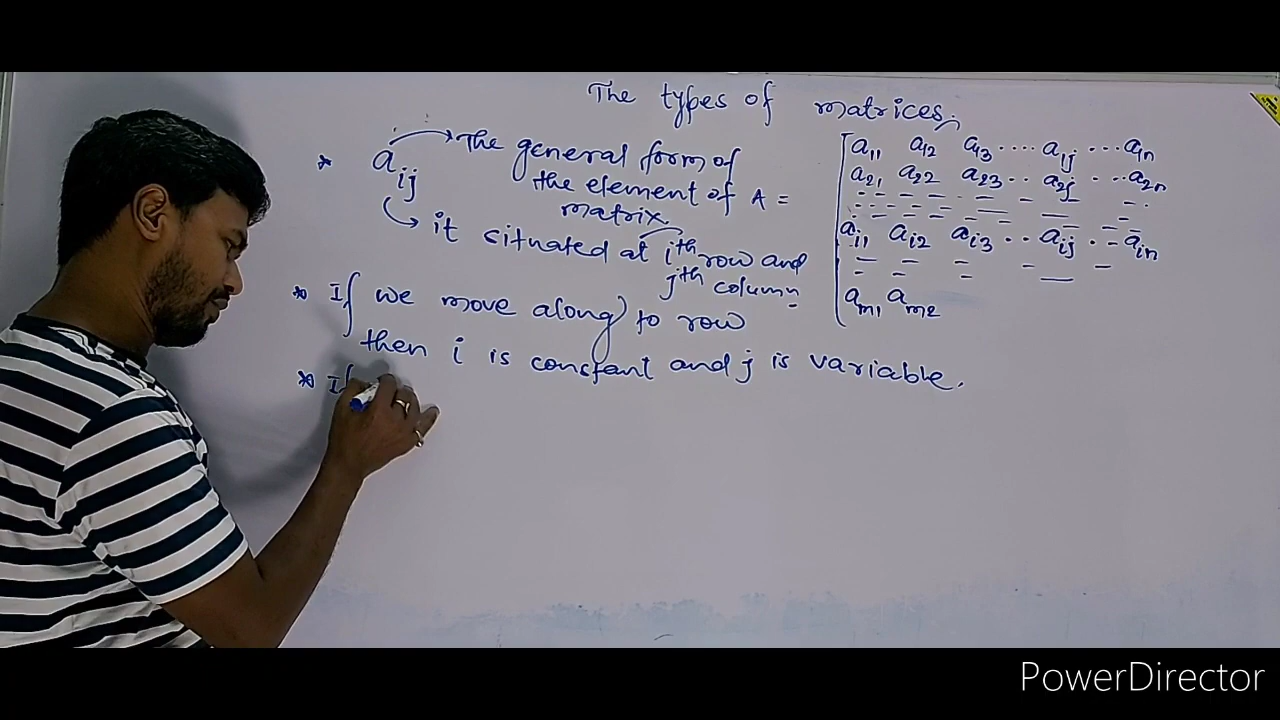 The types of matrices.
* aij → The general form of
the element of A =
matrix.
↳ it situated at ith row and
jth column
[ a11 a12 a13 .... a1j ... a1n
a21 a22 a23 .. a2j .. a2n
ai1 ai2 ai3 .. aij .. ain
am1 am2
* If we move along to row
then i is constant and j is variable.
* If
PowerDirector